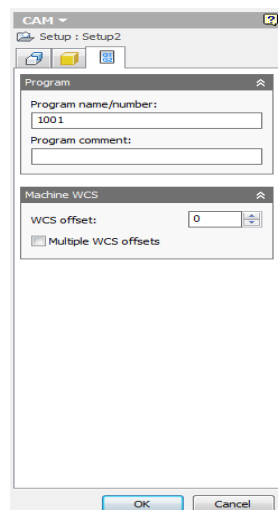 CAM
Setup : Setup2
Program
Program name/number:
1001
Program comment:
Machine WCS
WCS offset: 0
Multiple WCS offsets
OK Cancel